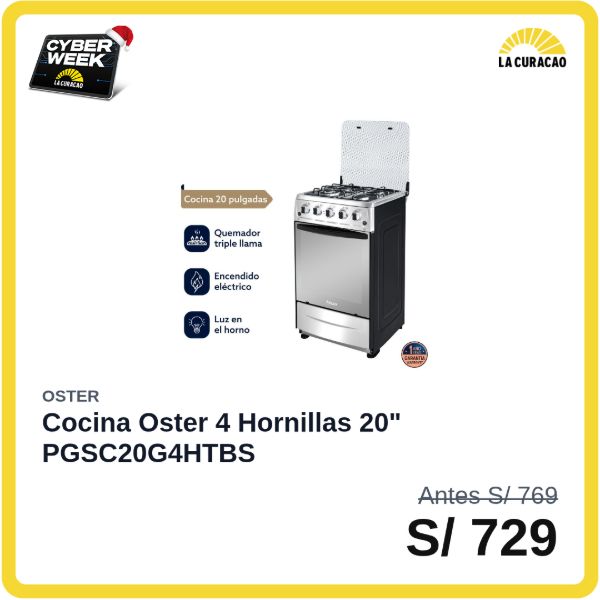 CYBER
WEEK
LA CURACAO
LA CURACAO
Cocina 20 pulgadas
Quemador
triple llama
Encendido
eléctrico
Luz en
el horno
GARANTÍA
OSTER
Cocina Oster 4 Hornillas 20"
PGSC20G4HTBS
Antes S/ 769
S/ 729